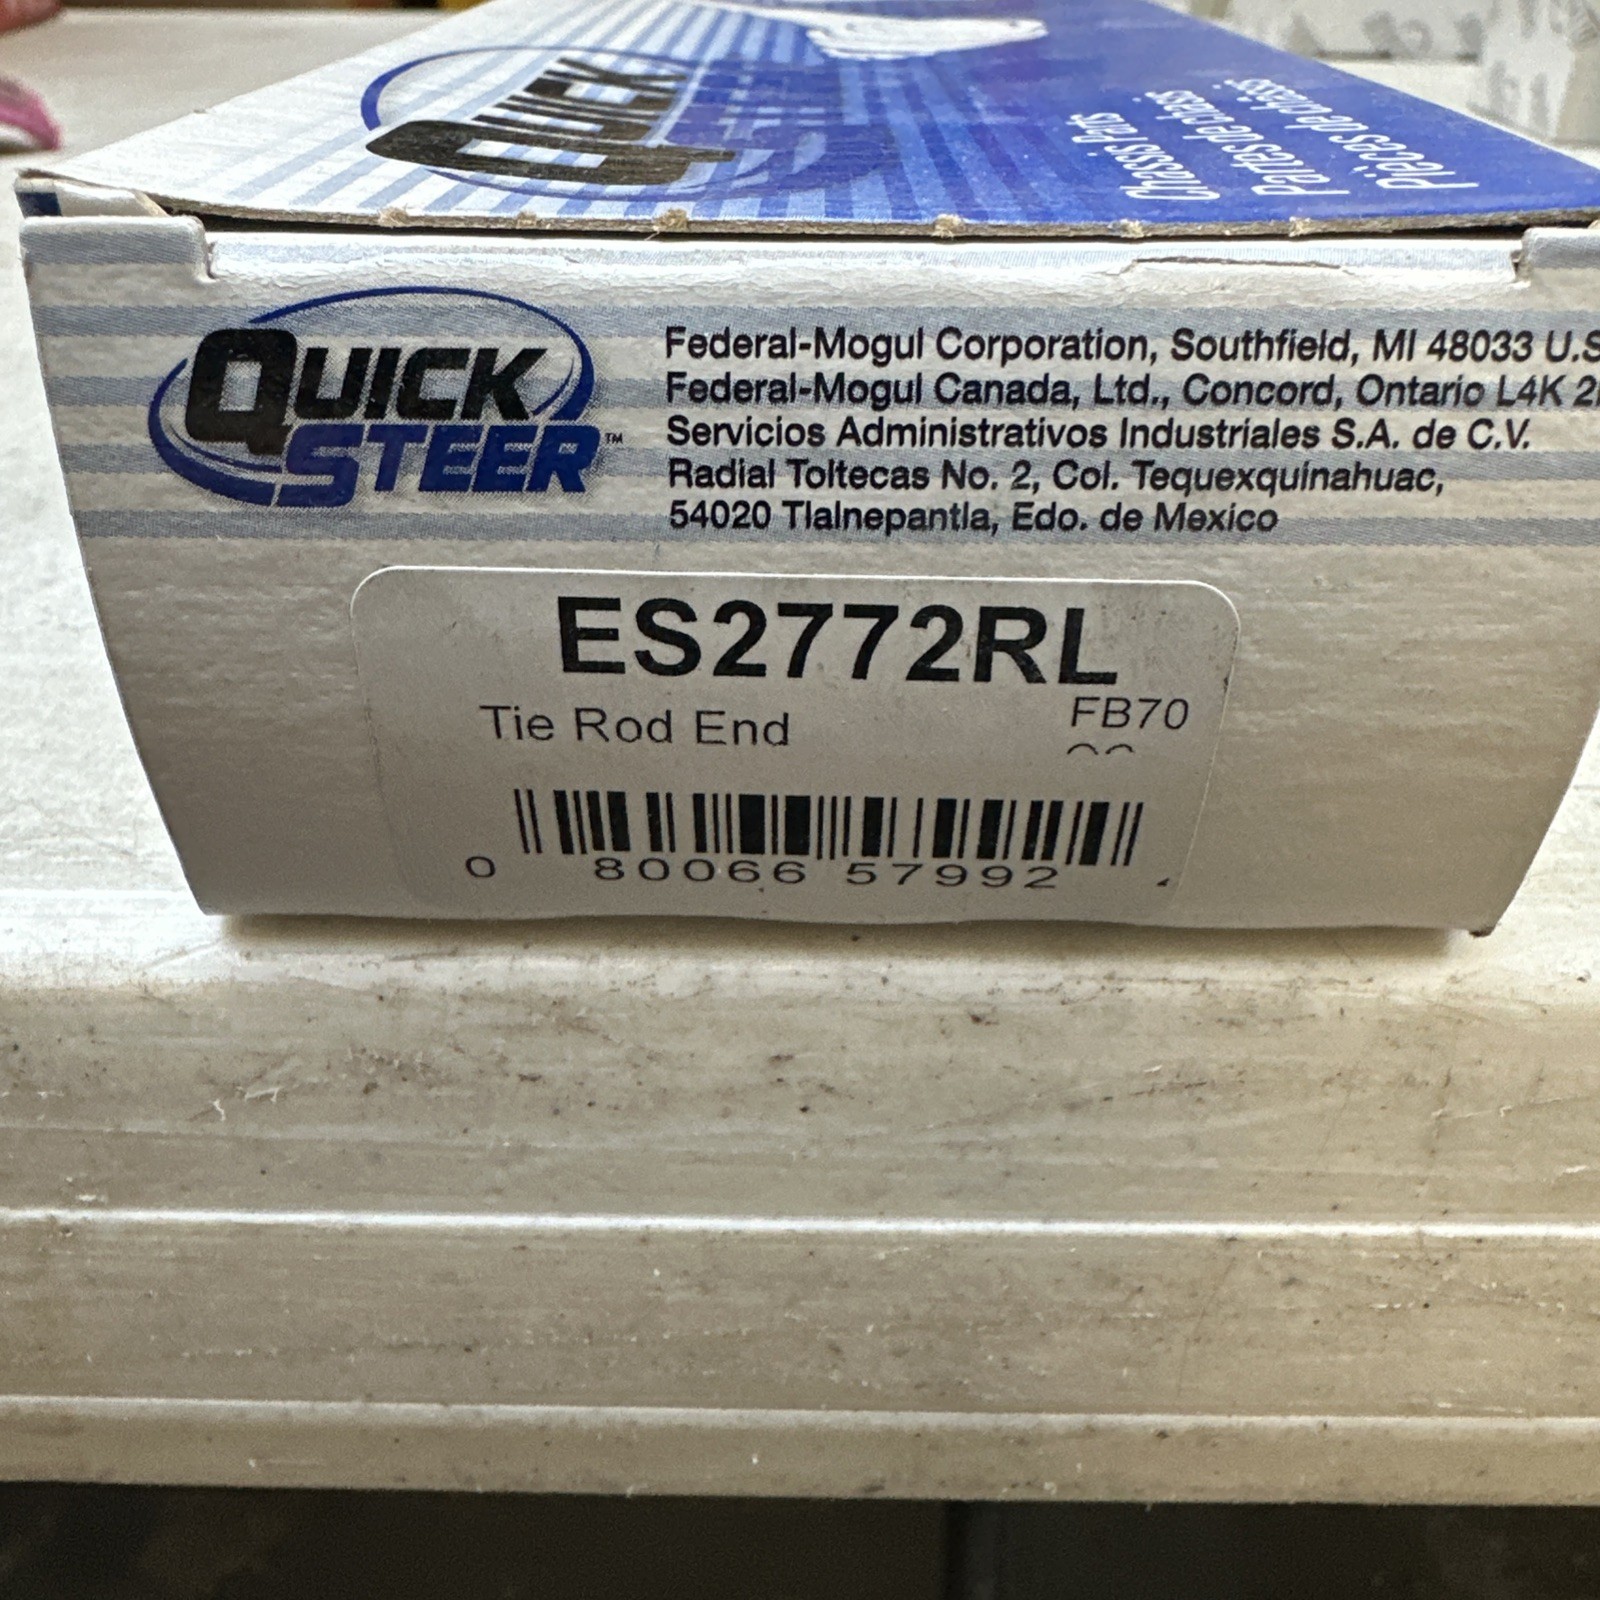 QUICK
Chassis Parts
Partes de chasis
Pièces de châssis
QUICK
STEER™
Federal-Mogul Corporation, Southfield, MI 48033 U.S
Federal-Mogul Canada, Ltd., Concord, Ontario L4K
Servicios Administrativos Industriales S.A. de C.V.
Radial Toltecas No. 2, Col. Tequexquinahuac,
54020 Tlalnepantla, Edo. de Mexico
ES2772RL
Tie Rod End
FB70
0 80066 57992